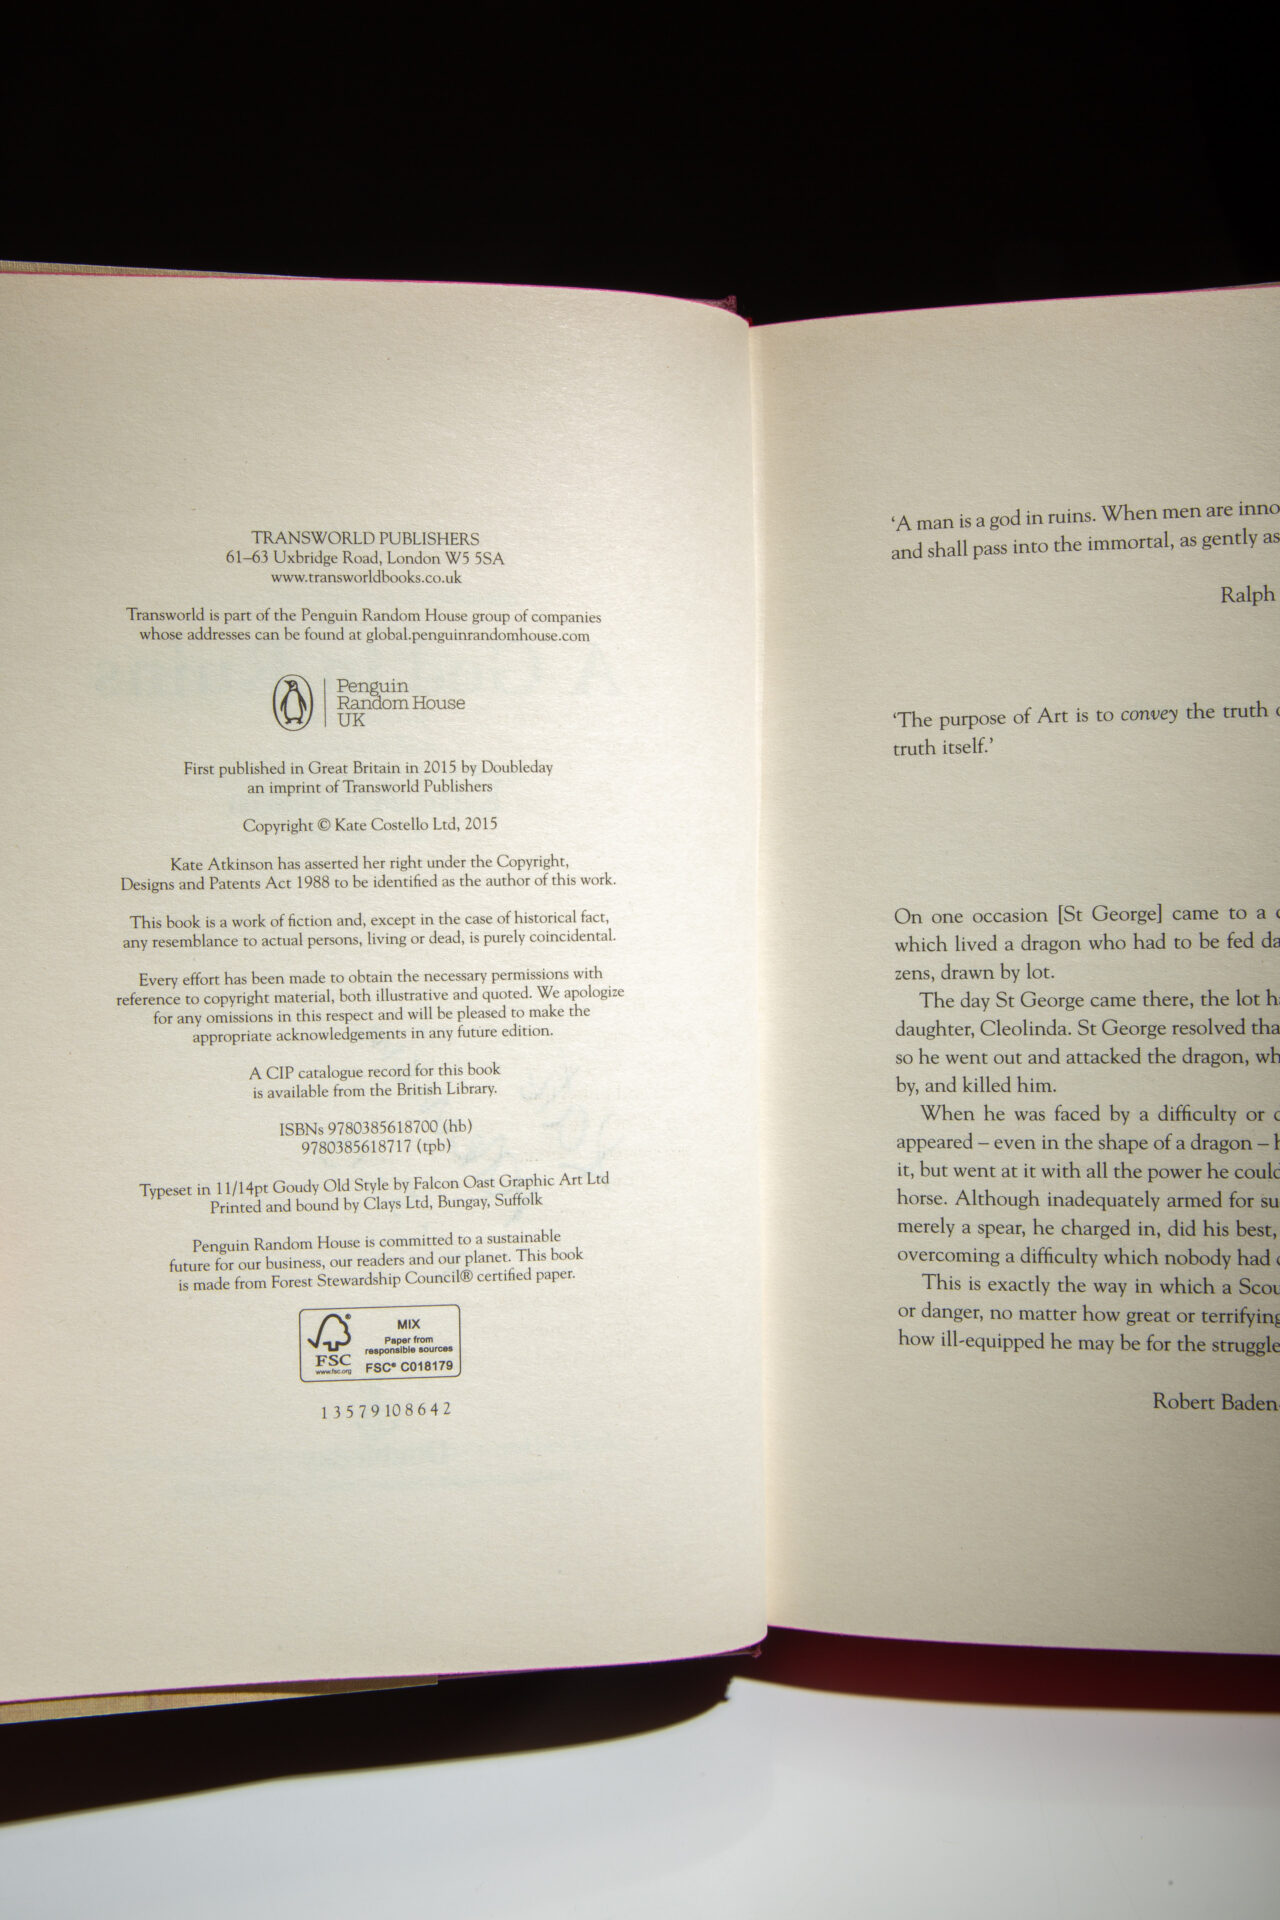 TRANSWORLD PUBLISHERS
61–63 Uxbridge Road, London W5 5SA
www.transworldbooks.co.uk
Transworld is part of the Penguin Random House group of companies
whose addresses can be found at global.penguinrandomhouse.com
Penguin
Random House
UK
First published in Great Britain in 2015 by Doubleday
an imprint of Transworld Publishers
Copyright © Kate Costello Ltd, 2015
Kate Atkinson has asserted her right under the Copyright,
Designs and Patents Act 1988 to be identified as the author of this work.
This book is a work of fiction and, except in the case of historical fact,
any resemblance to actual persons, living or dead, is purely coincidental.
Every effort has been made to obtain the necessary permissions with
reference to copyright material, both illustrative and quoted. We apologize
for any omissions in this respect and will be pleased to make the
appropriate acknowledgements in any future edition.
A CIP catalogue record for this book
is available from the British Library.
ISBNs 9780385618700 (hb)
9780385618717 (tpb)
Typeset in 11/14pt Goudy Old Style by Falcon Oast Graphic Art Ltd
Printed and bound by Clays Ltd, Bungay, Suffolk
Penguin Random House is committed to a sustainable
future for our business, our readers and our planet. This book
is made from Forest Stewardship Council® certified paper.
FSC
www.fsc.org
MIX
Paper from
responsible sources
FSC® C018179
1 3 5 7 9 10 8 6 4 2
‘A man is a god in ruins. When men are inno
and shall pass into the immortal, as gently as
Ralph
‘The purpose of Art is to convey the truth
truth itself.’
On one occasion [St George] came to a
which lived a dragon who had to be fed da
zens, drawn by lot.
The day St George came there, the lot h
daughter, Cleolinda. St George resolved tha
so he went out and attacked the dragon, wh
by, and killed him.
When he was faced by a difficulty or
appeared – even in the shape of a dragon –
it, but went at it with all the power he could
horse. Although inadequately armed for su
merely a spear, he charged in, did his best,
overcoming a difficulty which nobody had
This is exactly the way in which a Scou
or danger, no matter how great or terrifying
how ill-equipped he may be for the struggle
Robert Baden-